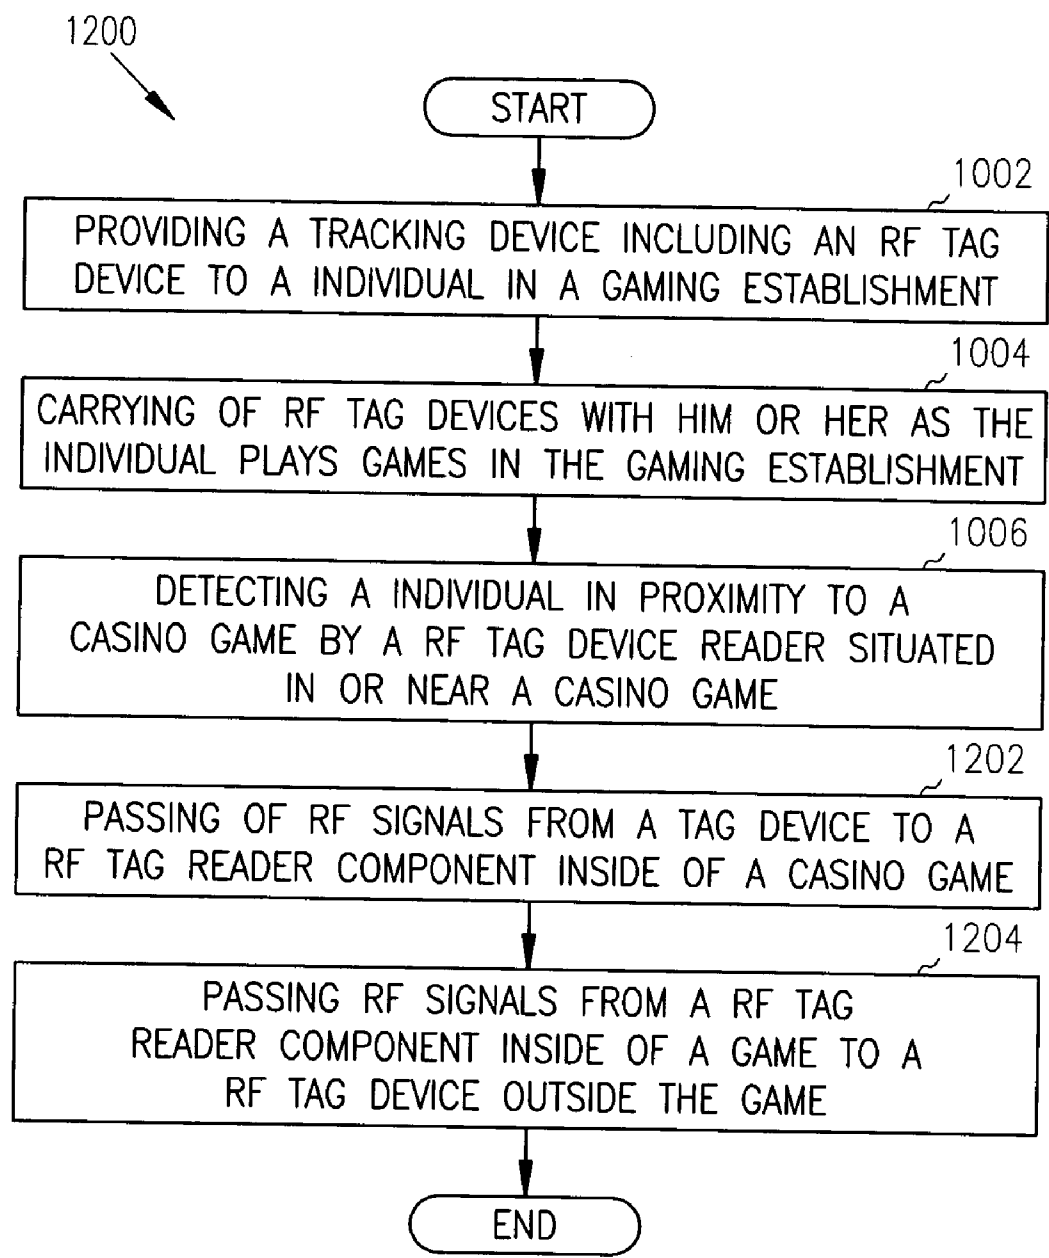 1200
START
1002
PROVIDING A TRACKING DEVICE INCLUDING AN RF TAG
DEVICE TO A INDIVIDUAL IN A GAMING ESTABLISHMENT
1004
CARRYING OF RF TAG DEVICES WITH HIM OR HER AS THE
INDIVIDUAL PLAYS GAMES IN THE GAMING ESTABLISHMENT
1006
DETECTING A INDIVIDUAL IN PROXIMITY TO A
CASINO GAME BY A RF TAG DEVICE READER SITUATED
IN OR NEAR A CASINO GAME
1202
PASSING OF RF SIGNALS FROM A TAG DEVICE TO A
RF TAG READER COMPONENT INSIDE OF A CASINO GAME
1204
PASSING RF SIGNALS FROM A RF TAG
READER COMPONENT INSIDE OF A GAME TO A
RF TAG DEVICE OUTSIDE THE GAME
END